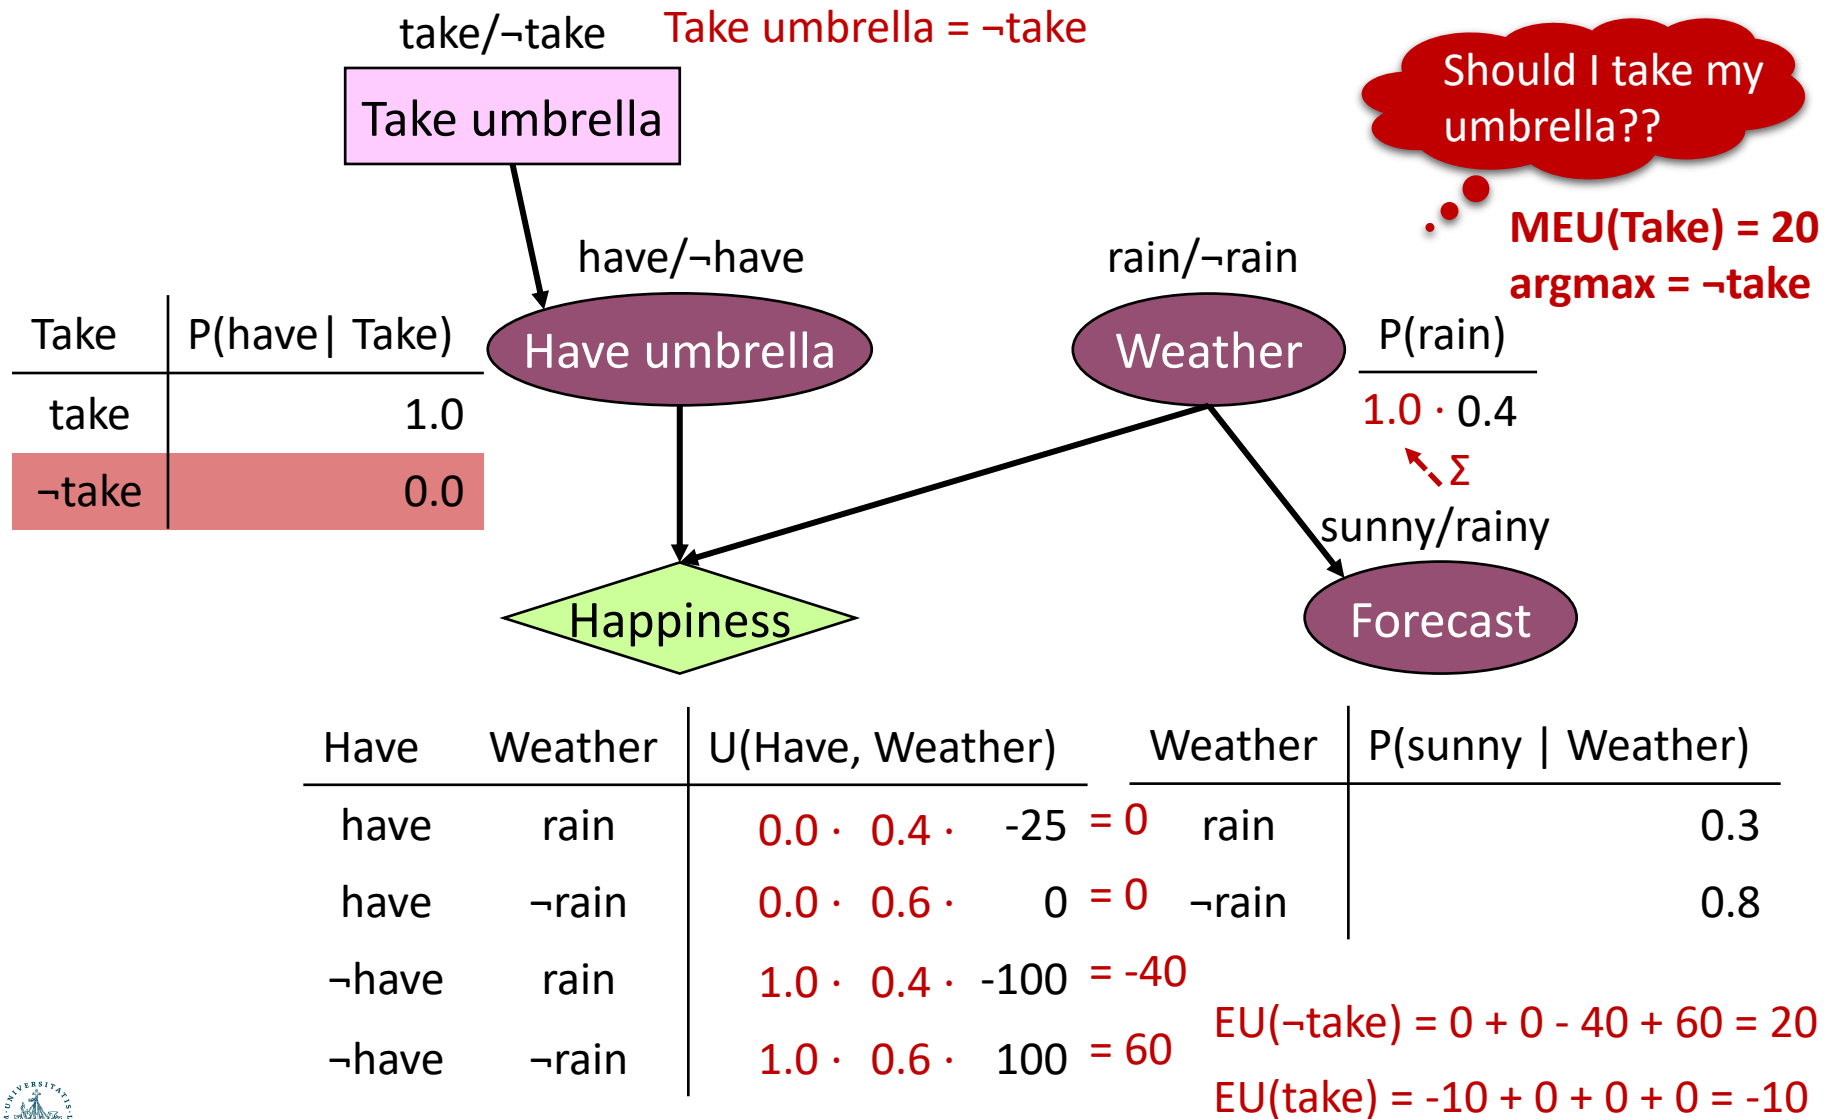 take/¬take
Take umbrella = ¬take
Take umbrella
Should I take my
umbrella??
MEU(Take) = 20
argmax = ¬take
have/¬have
rain/¬rain
Have umbrella
Weather
Take P(have| Take)
take 1.0
¬take 0.0
P(rain)
1.0 · 0.4
Σ
sunny/rainy
Happiness
Forecast
Have Weather U(Have, Weather)
have rain 0.0 · 0.4 · -25 = 0
have ¬rain 0.0 · 0.6 · 0 = 0
¬have rain 1.0 · 0.4 · -100 = -40
¬have ¬rain 1.0 · 0.6 · 100 = 60
Weather P(sunny | Weather)
rain 0.3
¬rain 0.8
EU(¬take) = 0 + 0 - 40 + 60 = 20
EU(take) = -10 + 0 + 0 + 0 = -10